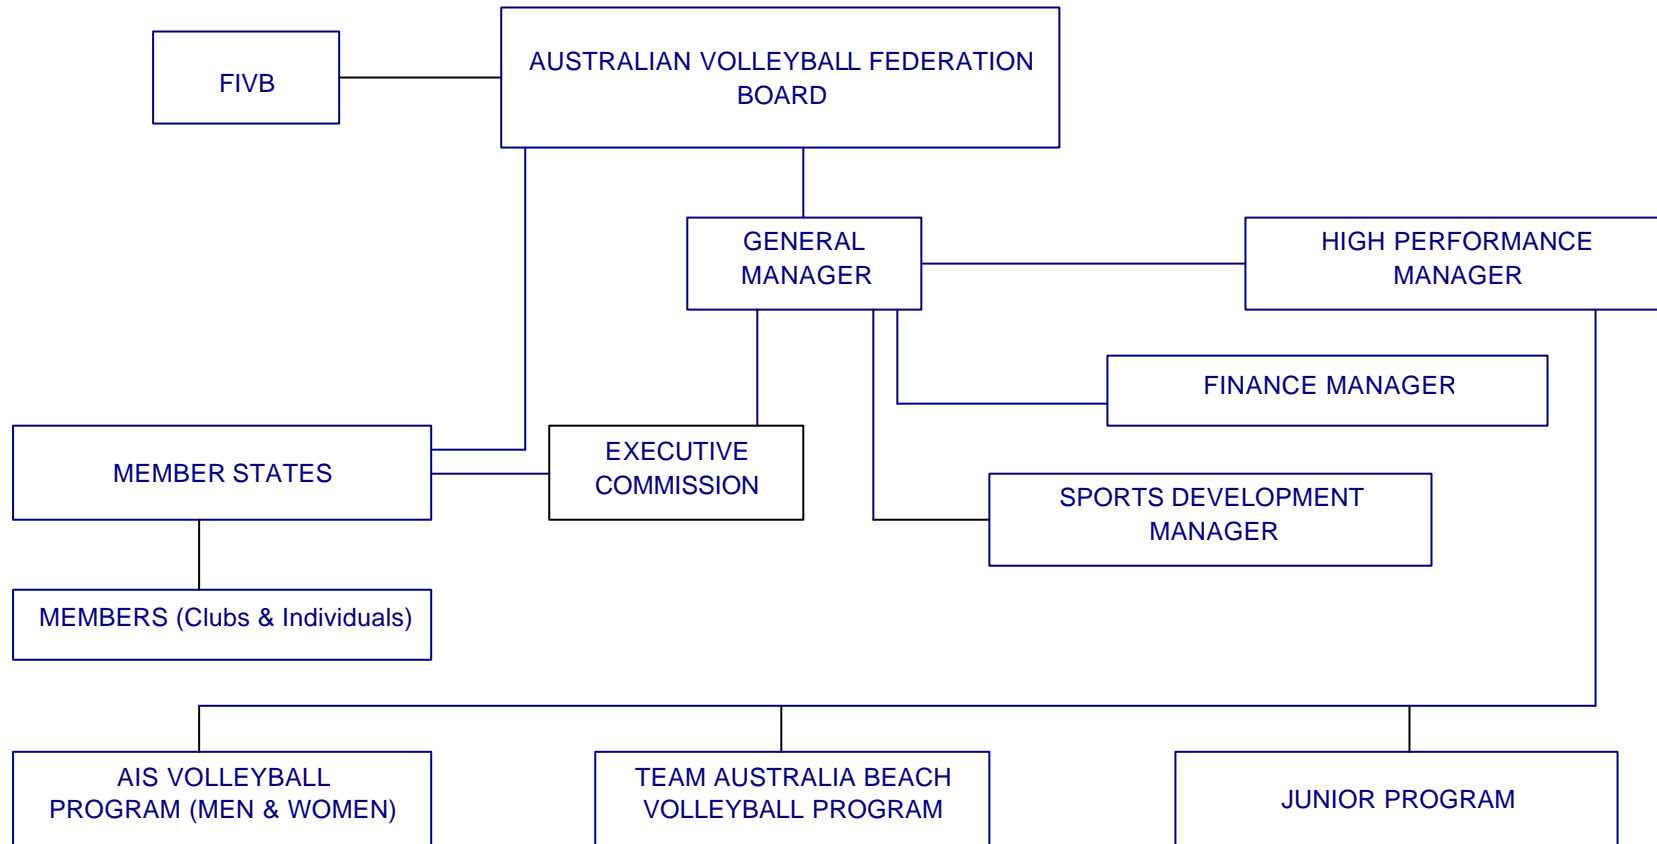 FIVB
AUSTRALIAN VOLLEYBALL FEDERATION
BOARD
GENERAL
MANAGER
HIGH PERFORMANCE
MANAGER
FINANCE MANAGER
MEMBER STATES
EXECUTIVE
COMMISSION
SPORTS DEVELOPMENT
MANAGER
MEMBERS (Clubs & Individuals)
AIS VOLLEYBALL
PROGRAM (MEN & WOMEN)
TEAM AUSTRALIA BEACH
VOLLEYBALL PROGRAM
JUNIOR PROGRAM